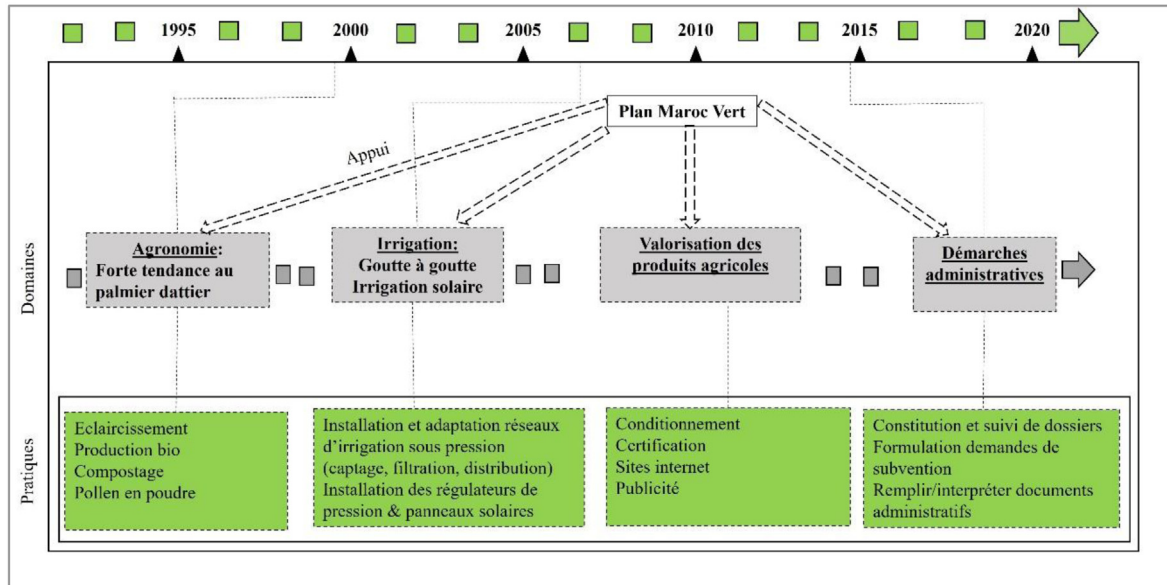 1995 2000 2005 2010 2015 2020
Plan Maroc Vert
Appui
Domaines
Agronomie:
Forte tendance au
palmier dattier
Irrigation:
Goutte à goutte
Irrigation solaire
Valorisation des
produits agricoles
Démarches
administratives
Pratiques
Eclaircissement
Production bio
Compostage
Pollen en poudre
Installation et adaptation réseaux
d'irrigation sous pression
(captage, filtration, distribution)
Installation des régulateurs de
pression & panneaux solaires
Conditionnement
Certification
Sites internet
Publicité
Constitution et suivi de dossiers
Formulation demandes de
subvention
Remplir/interpréter documents
administratifs